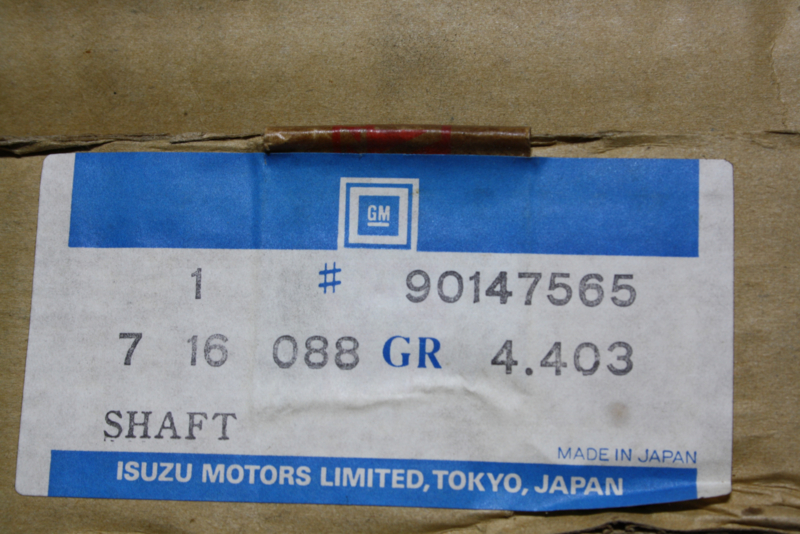 GM
1 # 90147565
7 16 088 GR 4.403
SHAFT
MADE IN JAPAN
ISUZU MOTORS LIMITED, TOKYO, JAPAN